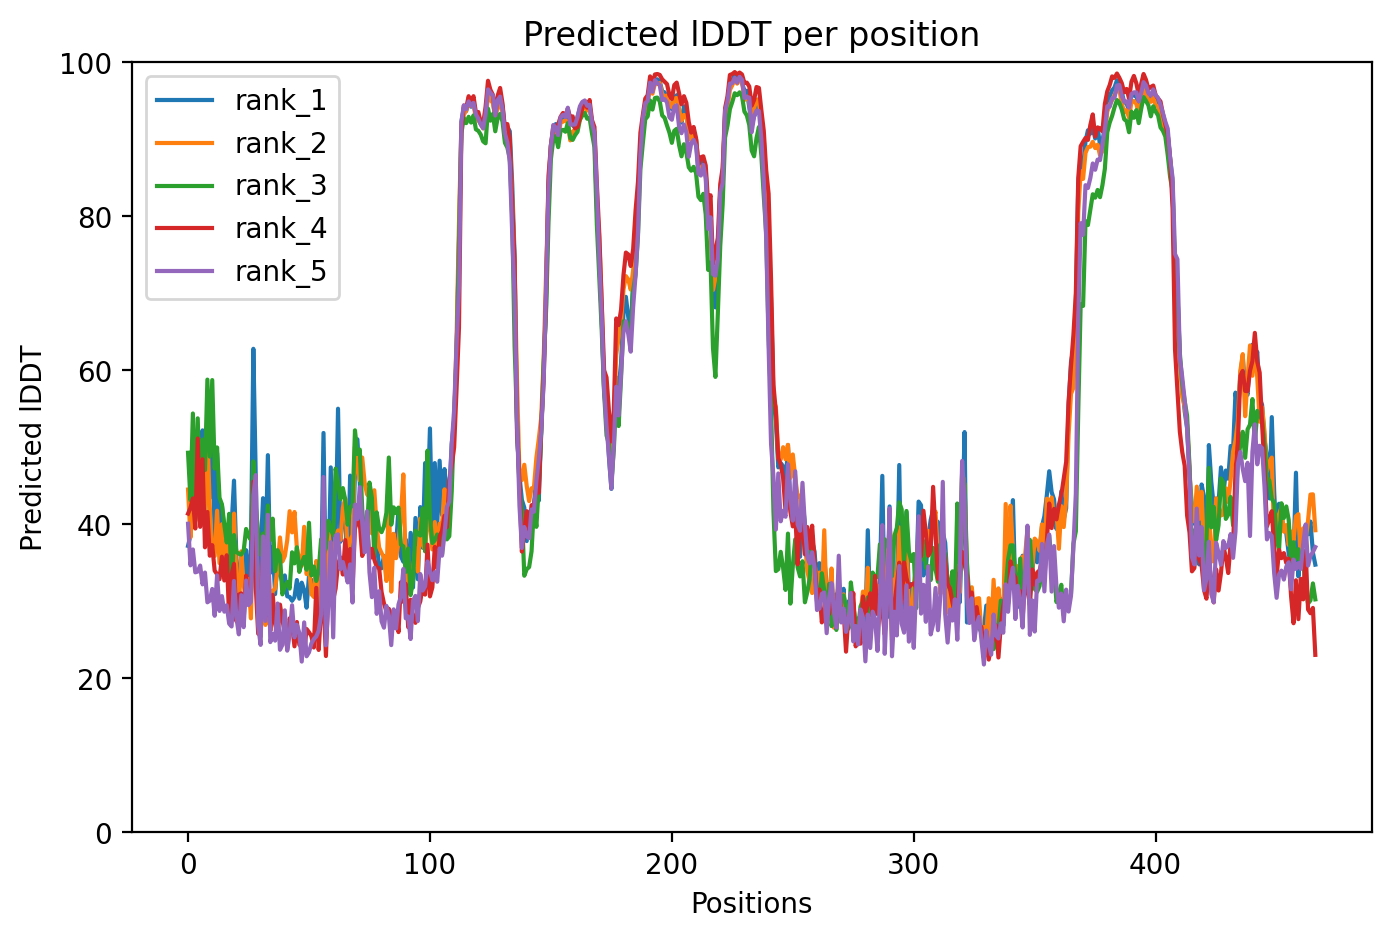 Predicted lDDT per position
100
80
60
40
20
0
Predicted lDDT
rank_1
rank_2
rank_3
rank_4
rank_5
0 100 200 300 400
Positions